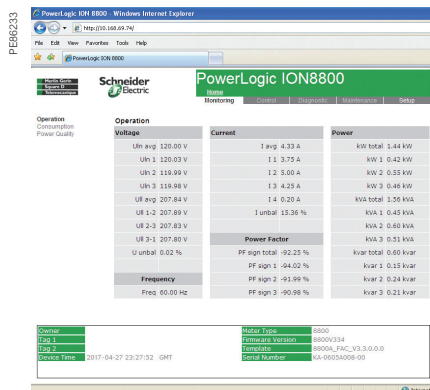 PE86233
PowerLogic ION 8800 - Windows Internet Explorer
http://10.168.69.74/
File Edit View Favorites Tools Help
PowerLogic ION 8800
Merlin Gerin
Square D
Telemecanique
Schneider
Electric
PowerLogic ION8800
Home
Monitoring Control Diagnostic Maintenance Setup
Operation
Consumption
Power Quality
Operation
Voltage Current Power
Uln avg 120.00 V I avg 4.33 A kW total 1.44 kW
Uln 1 120.03 V I 1 3.75 A kW 1 0.42 kW
Uln 2 119.99 V I 2 5.00 A kW 2 0.55 kW
Uln 3 119.98 V I 3 4.25 A kW 3 0.46 kW
Ull avg 207.84 V I 4 0.20 A kVA total 1.56 kVA
Ull 1-2 207.89 V I unbal 15.36 % kVA 1 0.45 kVA
Ull 2-3 207.83 V kVA 2 0.60 kVA
Ull 3-1 207.80 V Power Factor kVA 3 0.51 kVA
U unbal 0.02 % PF sign total -92.25 % kvar total 0.60 kvar
PF sign 1 -94.02 % kvar 1 0.15 kvar
Frequency PF sign 2 -91.99 % kvar 2 0.24 kvar
Freq 60.00 Hz PF sign 3 -90.98 % kvar 3 0.21 kvar
Owner Meter Type 8800
Tag 1 Firmware Version 8800V334
Tag 2 Template 8800A_FAC_V3.3.0.0.0
Device Time 2017-04-27 23:27:52 GMT Serial Number KA-0605A008-00